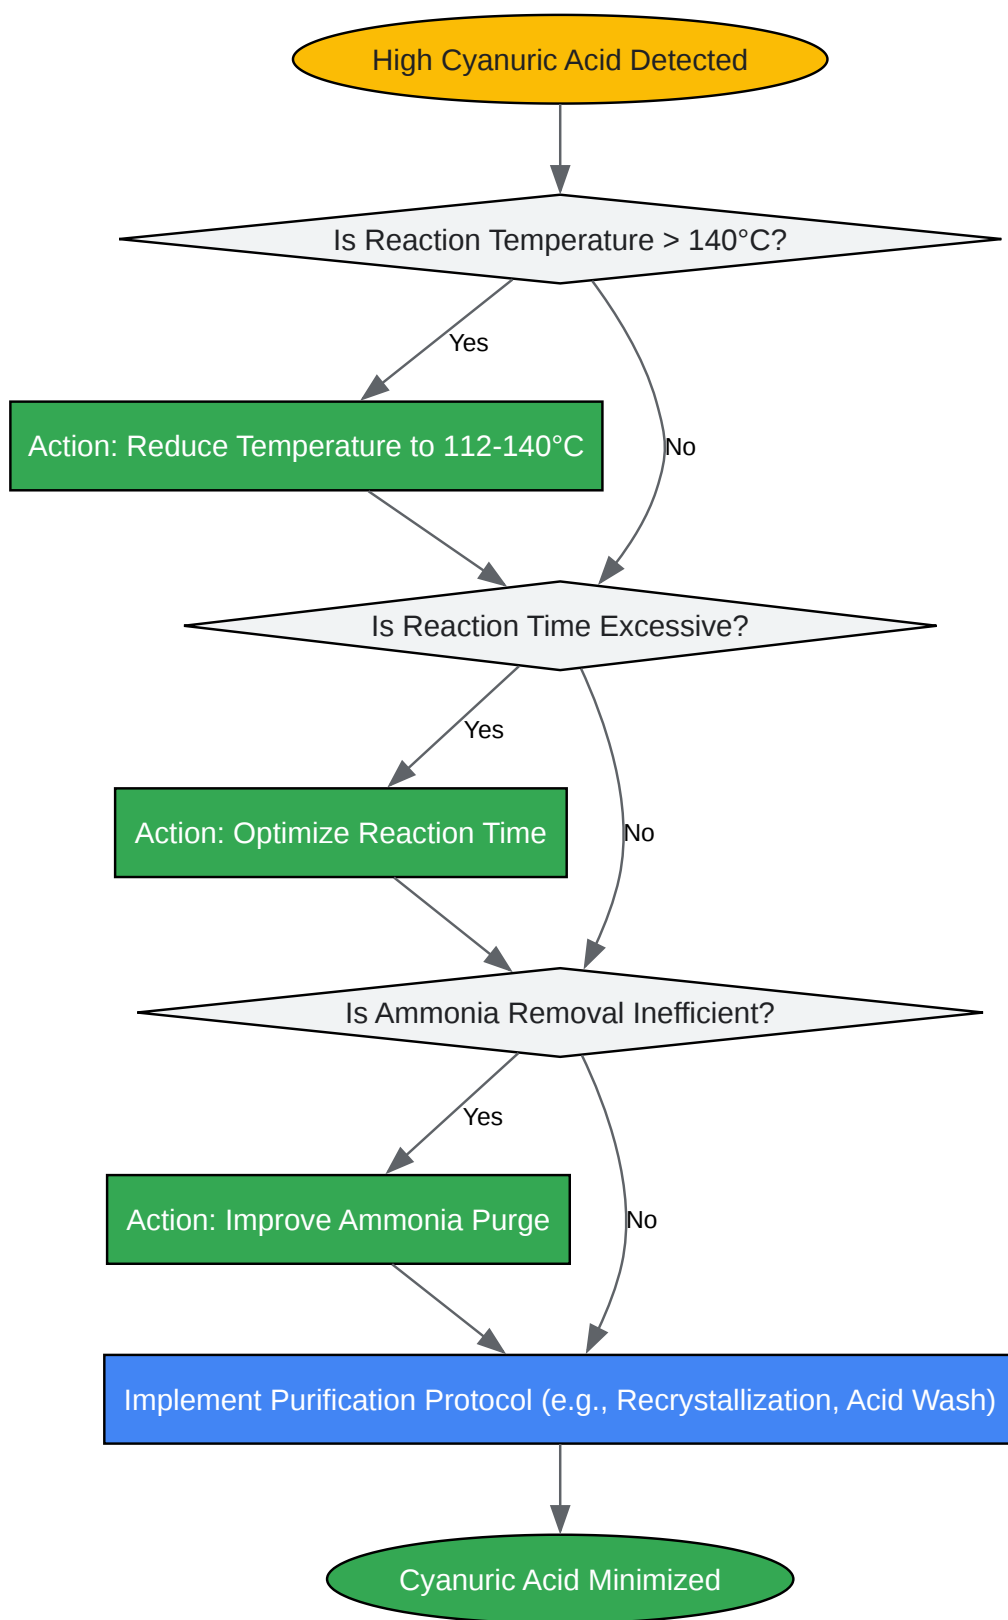 High Cyanuric Acid Detected
Is Reaction Temperature > 140°C?
Yes
Action: Reduce Temperature to 112-140°C
No
Is Reaction Time Excessive?
Yes
Action: Optimize Reaction Time
No
Is Ammonia Removal Inefficient?
Yes
Action: Improve Ammonia Purge
No
Implement Purification Protocol (e.g., Recrystallization, Acid Wash)
Cyanuric Acid Minimized